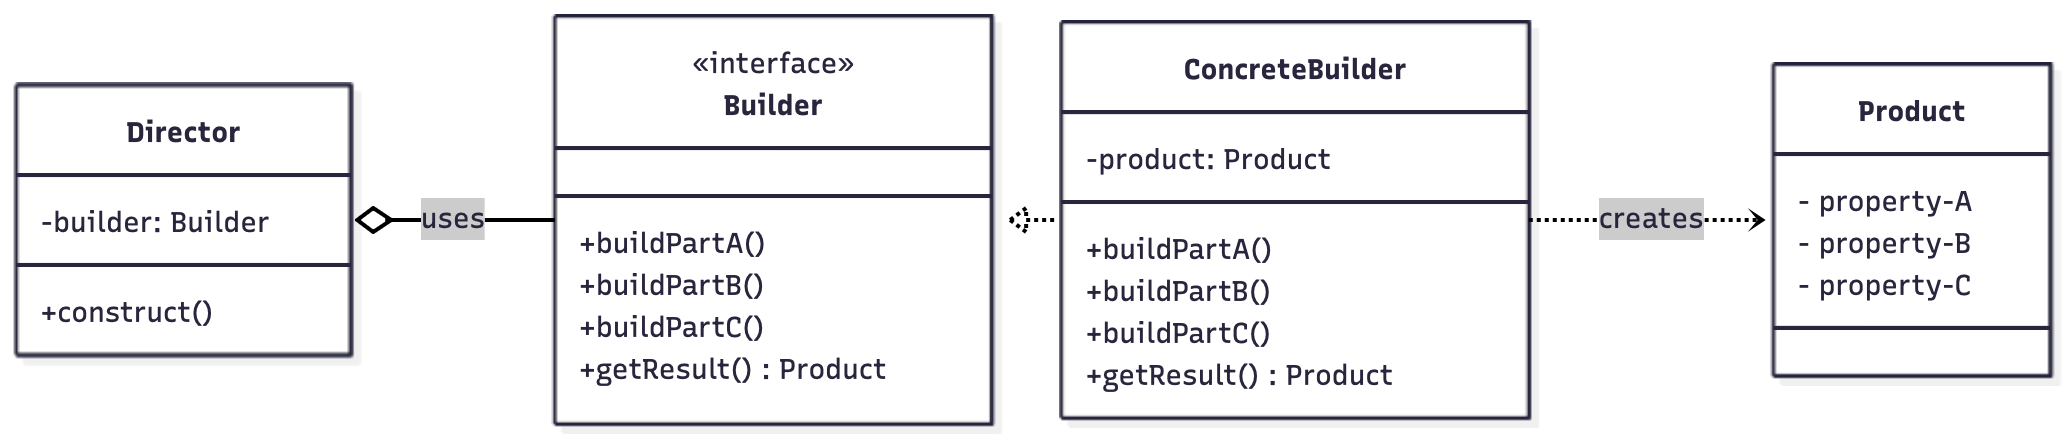 Director
-builder: Builder
+construct()
uses
«interface»
Builder
+buildPartA()
+buildPartB()
+buildPartC()
+getResult() : Product
ConcreteBuilder
-product: Product
+buildPartA()
+buildPartB()
+buildPartC()
+getResult() : Product
creates
Product
- property-A
- property-B
- property-C